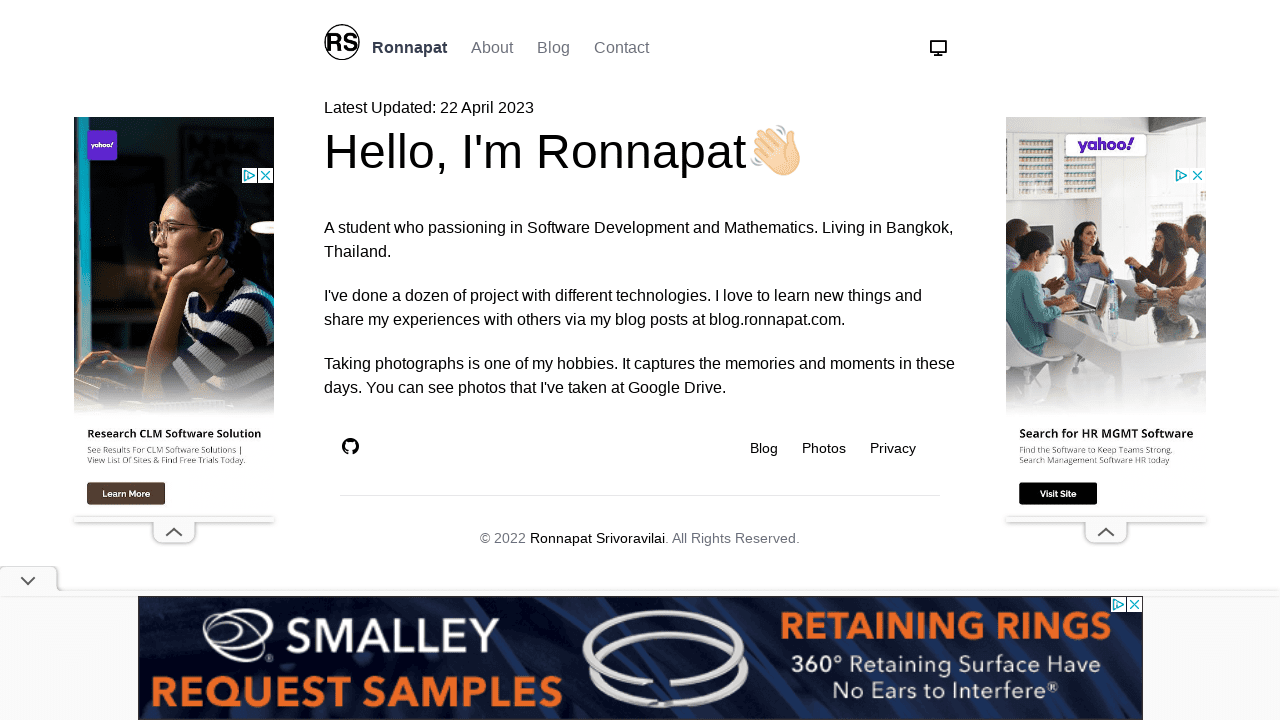 RS Ronnapat About Blog Contact
Latest Updated: 22 April 2023
Hello, I'm Ronnapat👋🏻
A student who passioning in Software Development and Mathematics. Living in Bangkok,
Thailand.
I've done a dozen of project with different technologies. I love to learn new things and
share my experiences with others via my blog posts at blog.ronnapat.com.
Taking photographs is one of my hobbies. It captures the memories and moments in these
days. You can see photos that I've taken at Google Drive.
Blog Photos Privacy
© 2022 Ronnapat Srivoravilai. All Rights Reserved.
yahoo!
Research CLM Software Solution
See Results For CLM Software Solutions |
View List Of Sites & Find Free Trials Today.
Learn More
yahoo!
Search for HR MGMT Software
Find the Software to Keep Teams Strong.
Search Management Software HR today
Visit Site
SMALLEY
REQUEST SAMPLES
RETAINING RINGS
360° Retaining Surface Have
No Ears to Interfere®